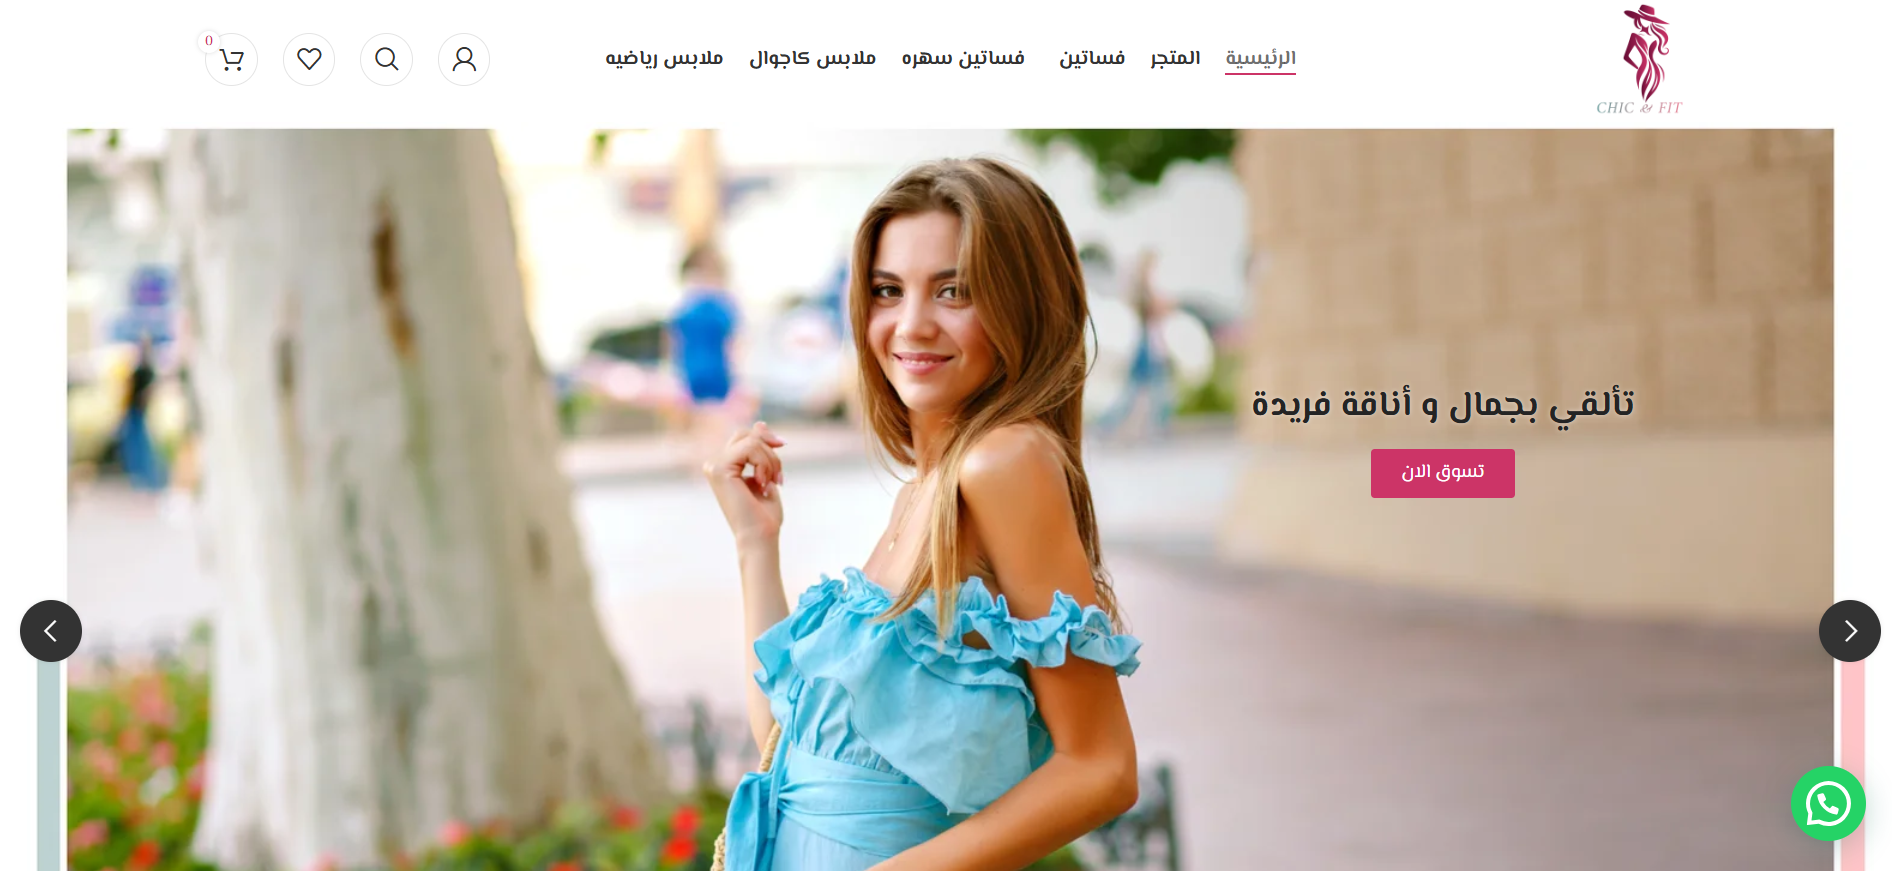 CHIC & FIT
الرئيسية
المتجر
فساتين
فساتين سهره
ملابس كاجوال
ملابس رياضيه
0
تألقي بجمال و أناقة فريدة
تسوق الان